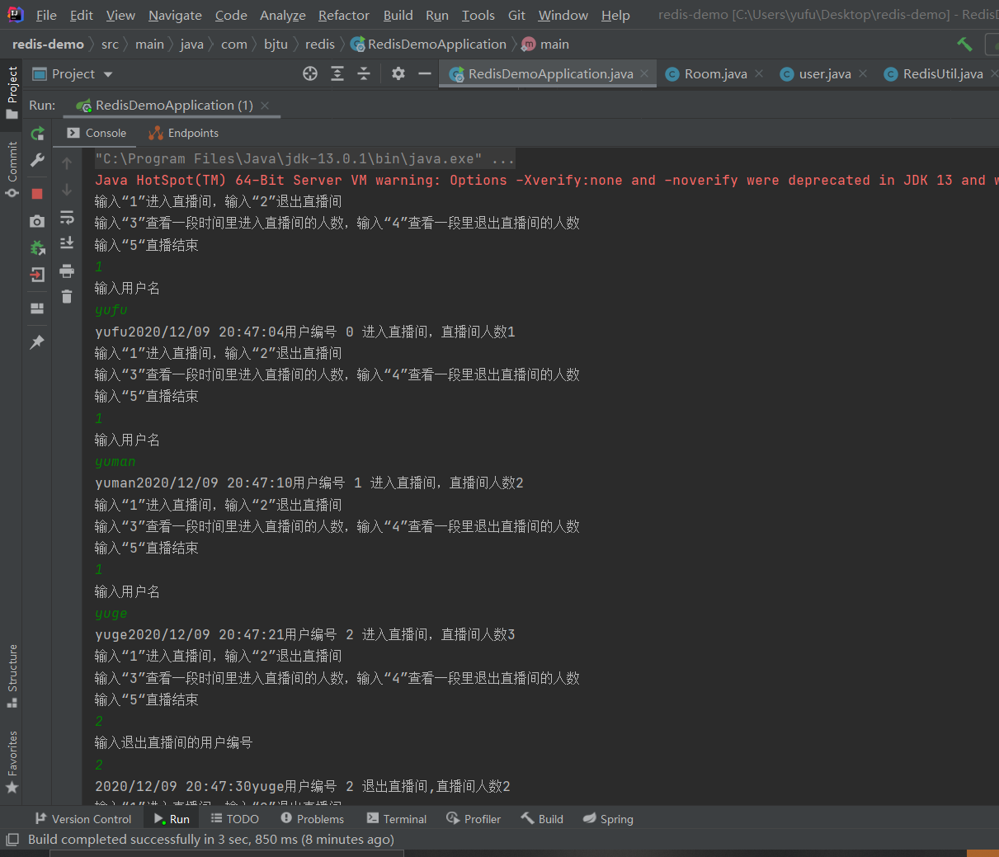 File Edit View Navigate Code Analyze Refactor Build Run Tools Git Window Help redis-demo [C:\Users\yufu\Desktop\redis-demo] - RedisD
redis-demo src main java com bjtu redis RedisDemoApplication main
Project RedisDemoApplication.java Room.java user.java RedisUtil.java
Run: RedisDemoApplication (1)
Console Endpoints
"C:\Program Files\Java\jdk-13.0.1\bin\java.exe" ...
Java HotSpot(TM) 64-Bit Server VM warning: Options -Xverify:none and -noverify were deprecated in JDK 13 and w
输入“1”进入直播间，输入“2”退出直播间
输入“3”查看一段时间里进入直播间的人数，输入“4”查看一段里退出直播间的人数
输入“5“直播结束
1
输入用户名
yufu
yufu2020/12/09 20:47:04用户编号 0 进入直播间，直播间人数1
输入“1”进入直播间，输入“2”退出直播间
输入“3”查看一段时间里进入直播间的人数，输入“4”查看一段里退出直播间的人数
输入“5“直播结束
1
输入用户名
yuman
yuman2020/12/09 20:47:10用户编号 1 进入直播间，直播间人数2
输入“1”进入直播间，输入“2”退出直播间
输入“3”查看一段时间里进入直播间的人数，输入“4”查看一段里退出直播间的人数
输入“5“直播结束
1
输入用户名
yuge
yuge2020/12/09 20:47:21用户编号 2 进入直播间，直播间人数3
输入“1”进入直播间，输入“2”退出直播间
输入“3”查看一段时间里进入直播间的人数，输入“4”查看一段里退出直播间的人数
输入“5“直播结束
2
输入退出直播间的用户编号
2
2020/12/09 20:47:30yuge用户编号 2 退出直播间,直播间人数2
输入“1”进入直播间，输入“2”退出直播间
Project
Commit
Structure
Favorites
Version Control Run TODO Problems Terminal Profiler Build Spring
Build completed successfully in 3 sec, 850 ms (8 minutes ago)